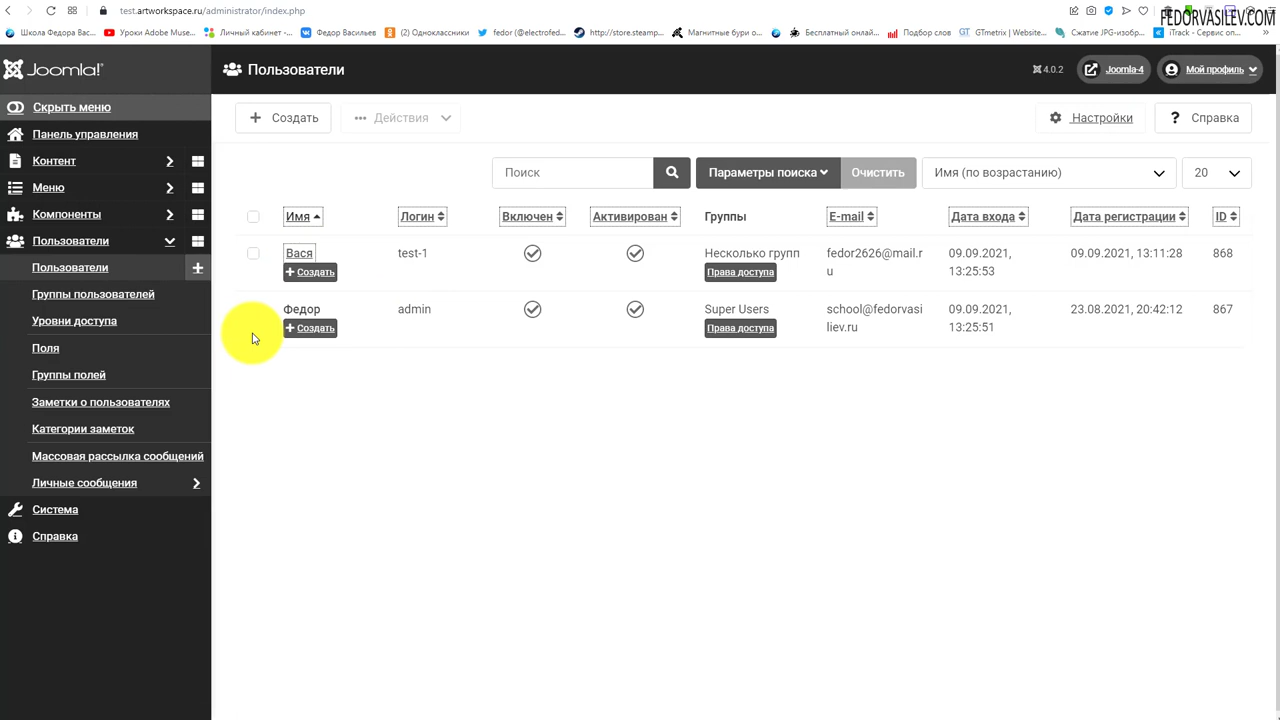 test.artworkspace.ru/administrator/index.php
FEDORVASILEV.COM
Школа Федора Вас...
Уроки Adobe Muse...
Личный кабинет -...
Федор Васильев
(2) Одноклассники
fedor (@electrofed...
http://store.steamp...
Магнитные буры о...
Бесплатный онлай...
Подбор слов
GTmetrix | Website...
Сжатие JPG-изобр...
iTrack - Сервис оп...
Joomla!
Пользователи
4.0.2
Joomla-4
Мой профиль
Скрыть меню
Панель управления
Контент
Меню
Компоненты
Пользователи
Пользователи
Группы пользователей
Уровни доступа
Поля
Группы полей
Заметки о пользователях
Категории заметок
Массовая рассылка сообщений
Личные сообщения
Система
Справка
Создать
Действия
Настройки
Справка
Поиск
Параметры поиска
Очистить
Имя (по возрастанию)
20
Имя Логин Включен Активирован Группы E-mail Дата входа Дата регистрации ID
Вася test-1 Несколько групп fedor2626@mail.r 09.09.2021, 09.09.2021, 13:11:28 868
Создать Права доступа u 13:25:53
Федор admin Super Users school@fedorvasi 09.09.2021, 23.08.2021, 20:42:12 867
Создать Права доступа liev.ru 13:25:51